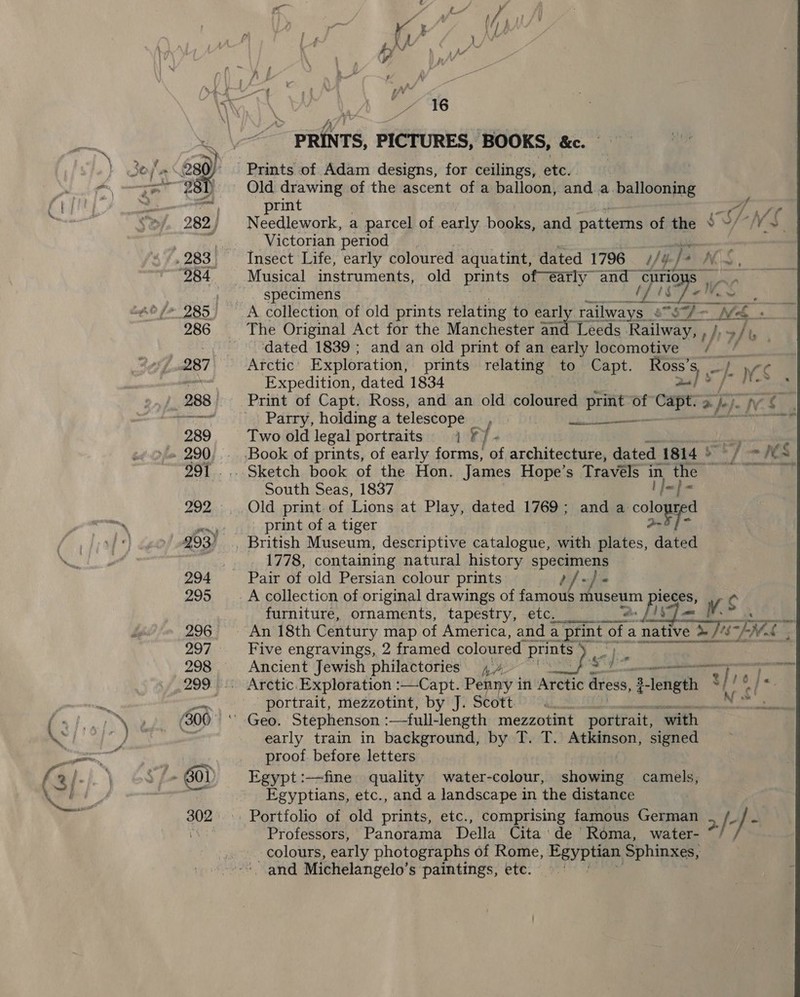 16
PRINTS, PICTURES, BOOKS, &c.
280 Prints of Adam designs, for ceilings, etc.
281 Old drawing of the ascent of a balloon, and a ballooning
print
282 Needlework, a parcel of early books, and patterns of the
Victorian period
283 Insect Life, early coloured aquatint, dated 1796
284 Musical instruments, old prints of early and curious
specimens
285 A collection of old prints relating to early railways
286 The Original Act for the Manchester and Leeds Railway,
dated 1839; and an old print of an early locomotive
287 Arctic Exploration, prints relating to Capt. Ross's
Expedition, dated 1834
288 Print of Capt. Ross, and an old coloured print of Capt.
Parry, holding a telescope
289 Two old legal portraits
290 Book of prints, of early forms, of architecture, dated 1814
291 Sketch book of the Hon. James Hope's Travels in the
South Seas, 1837
292 Old print of Lions at Play, dated 1769; and a coloured
print of a tiger
293 British Museum, descriptive catalogue, with plates, dated
1778, containing natural history specimens
294 Pair of old Persian colour prints
295 A collection of original drawings of famous museum pieces,
furniture, ornaments, tapestry, etc.
296 An 18th Century map of America, and a print of a native
297 Five engravings, 2 framed coloured prints
298 Ancient Jewish philactories
299 Arctic Exploration :—Capt. Penny in Arctic dress, ¾-length
portrait, mezzotint, by J. Scott
300 Geo. Stephenson :—full-length mezzotint portrait, with
early train in background, by T. T. Atkinson, signed
proof before letters
301 Egypt :—fine quality water-colour, showing camels,
Egyptians, etc., and a landscape in the distance
302 Portfolio of old prints, etc., comprising famous German
Professors, Panorama Della Cita de Roma, water-
colours, early photographs of Rome, Egyptian Sphinxes,
and Michelangelo's paintings, etc.